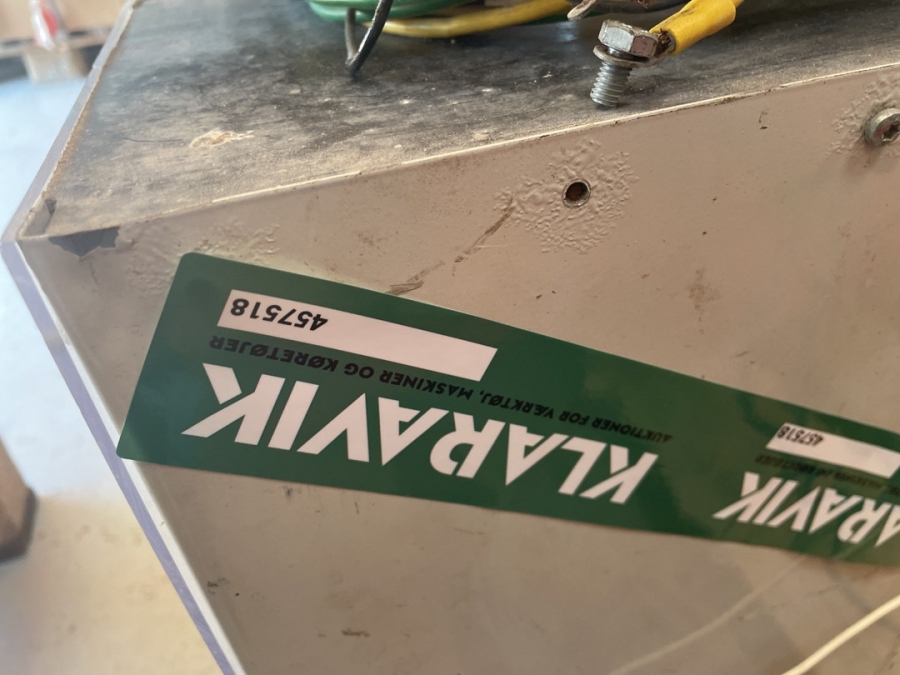 KLARAVIK
AUKTIONER FOR VÆRKTØJ, MASKINER OG KØRETØJER
457518
KLARAVIK
457518